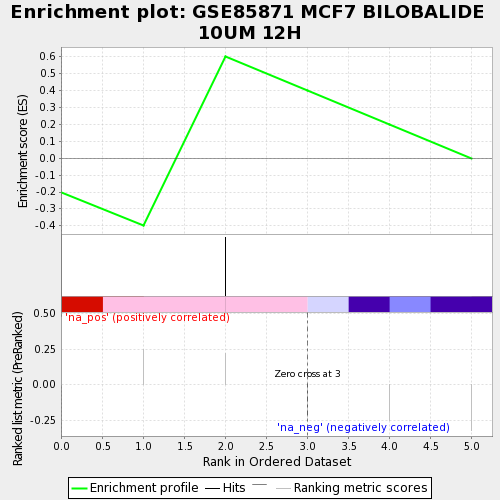 Enrichment plot: GSE85871 MCF7 BILOBALIDE
10UM 12H
Enrichment score (ES)
0.6
0.5
0.4
0.3
0.2
0.1
0.0
-0.1
-0.2
-0.3
-0.4
Ranked list metric (PreRanked)
0.50
0.25
0.00
-0.25
'na_pos' (positively correlated)
Zero cross at 3
'na_neg' (negatively correlated)
0.0 0.5 1.0 1.5 2.0 2.5 3.0 3.5 4.0 4.5 5.0
Rank in Ordered Dataset
Enrichment profile Hits Ranking metric scores